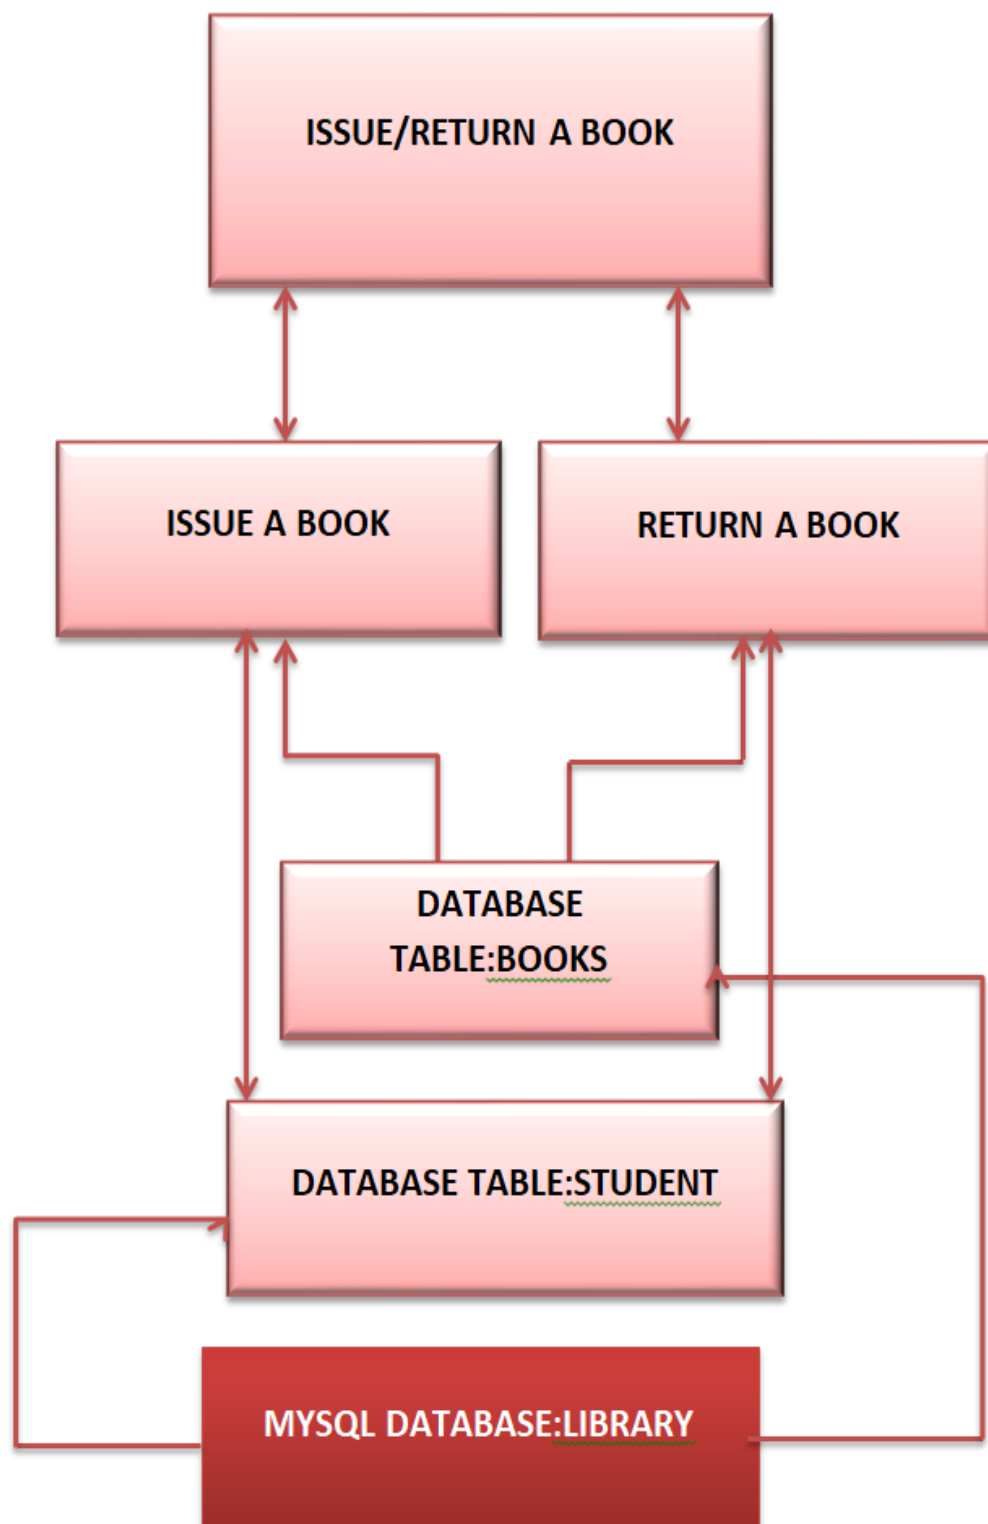 ISSUE/RETURN A BOOK
ISSUE A BOOK
RETURN A BOOK
DATABASE
TABLE:BOOKS
DATABASE TABLE:STUDENT
MYSQL DATABASE:LIBRARY